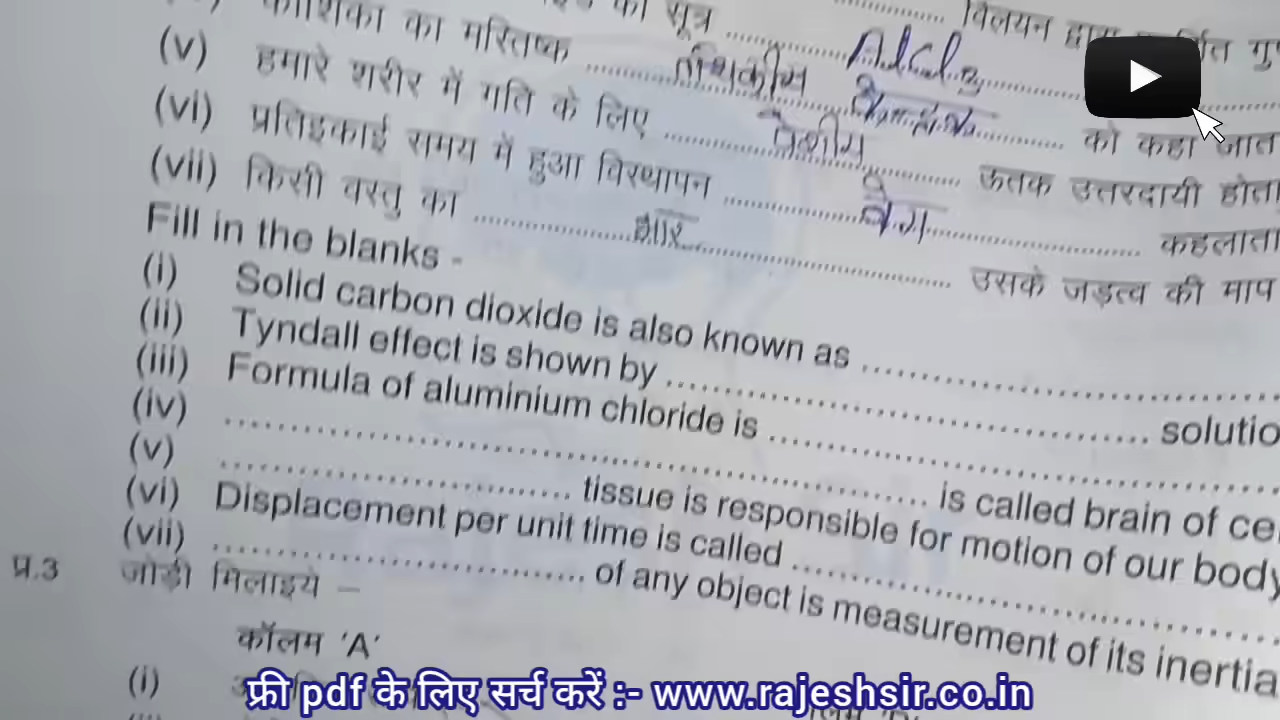 का सूत्र .......... विलयन द्वारा
कोशिका का मस्तिष्क .......... AlCl3
(v) हमारे शरीर में गति के लिए .......... को कहा जात
(vi) प्रतिइकाई समय में हुआ विस्थापन .......... पेशीय .......... ऊतक उत्तरदायी होता
(vii) किसी वस्तु का .......... वेग .......... कहलाता
भार .......... उसके जड़त्व की माप
Fill in the blanks -
(i) Solid carbon dioxide is also known as ..........
(ii) Tyndall effect is shown by .......... solutio
(iii) Formula of aluminium chloride is ..........
(iv) .......... is called brain of ce
(v) .......... tissue is responsible for motion of our body
(vi) Displacement per unit time is called ..........
(vii) .......... of any object is measurement of its inertia
प्र.3 जोड़ी मिलाइये –
कॉलम 'A'
(i)
फ्री pdf के लिए सर्च करें :- www.rajeshsir.co.in